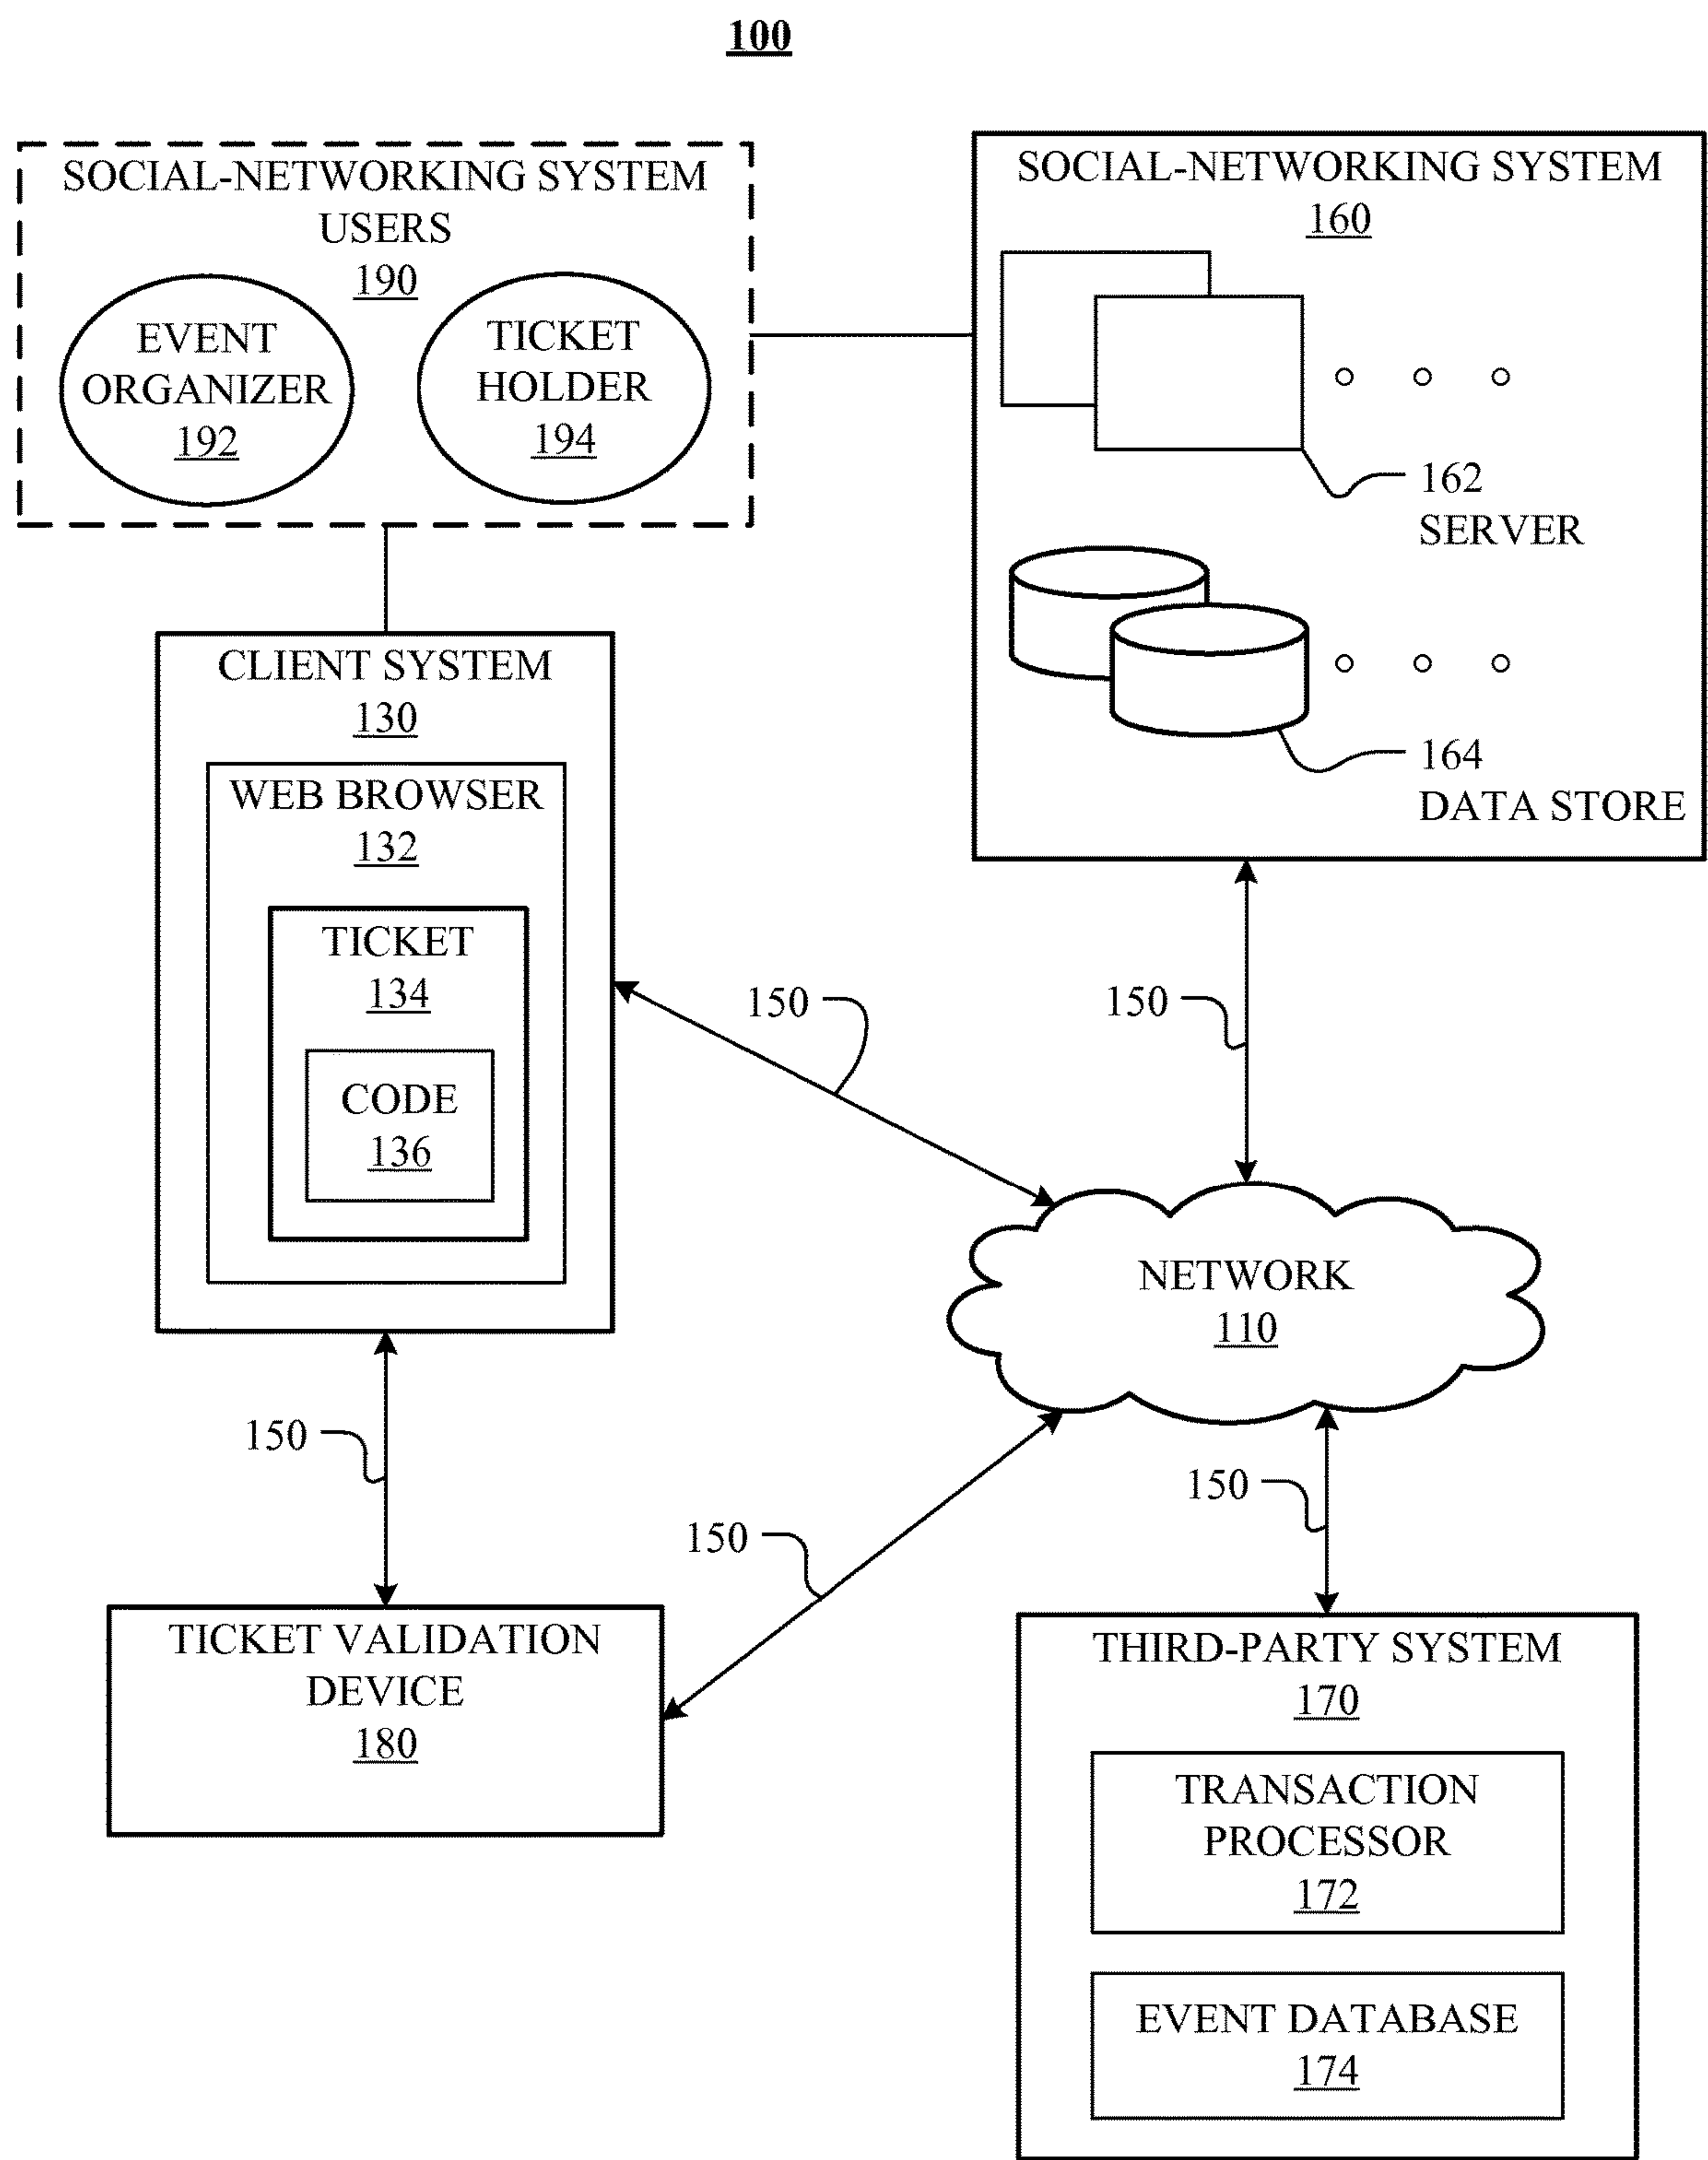 100
SOCIAL-NETWORKING SYSTEM
USERS
190
EVENT
ORGANIZER
192
TICKET
HOLDER
194
SOCIAL-NETWORKING SYSTEM
160
162
SERVER
164
DATA STORE
CLIENT SYSTEM
130
WEB BROWSER
132
TICKET
134
CODE
136
150
150
NETWORK
110
150
150
150
TICKET VALIDATION
DEVICE
180
THIRD-PARTY SYSTEM
170
TRANSACTION
PROCESSOR
172
EVENT DATABASE
174